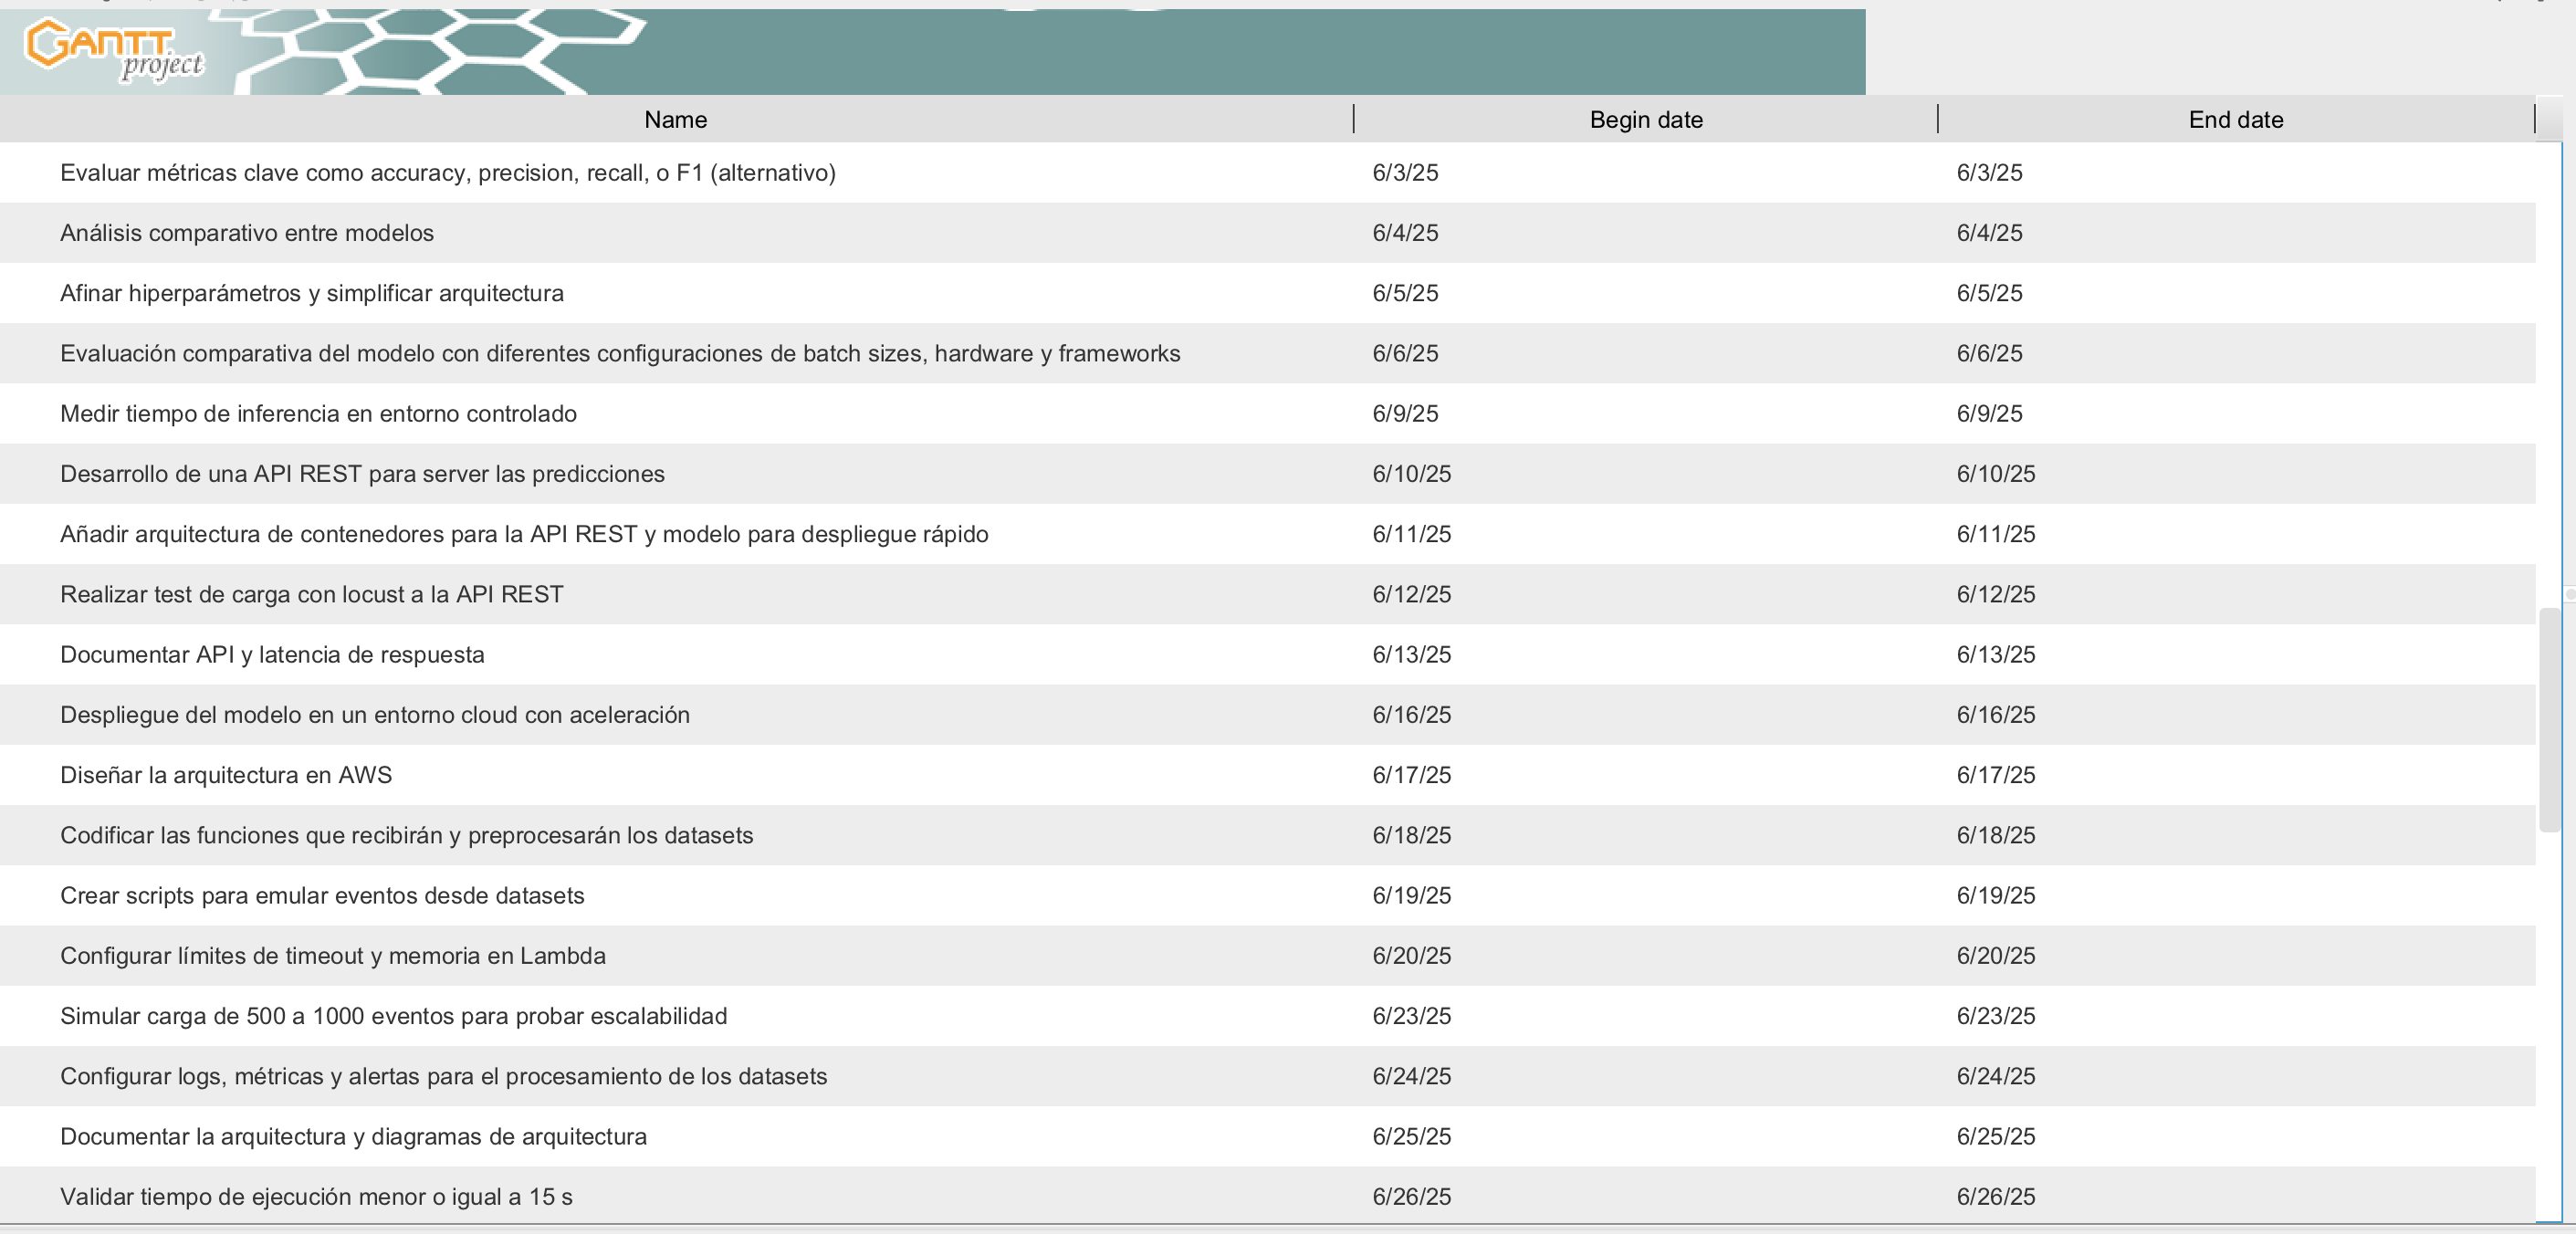 GANTT
project
Name Begin date End date
Evaluar métricas clave como accuracy, precision, recall, o F1 (alternativo) 6/3/25 6/3/25
Análisis comparativo entre modelos 6/4/25 6/4/25
Afinar hiperparámetros y simplificar arquitectura 6/5/25 6/5/25
Evaluación comparativa del modelo con diferentes configuraciones de batch sizes, hardware y frameworks 6/6/25 6/6/25
Medir tiempo de inferencia en entorno controlado 6/9/25 6/9/25
Desarrollo de una API REST para server las predicciones 6/10/25 6/10/25
Añadir arquitectura de contenedores para la API REST y modelo para despliegue rápido 6/11/25 6/11/25
Realizar test de carga con locust a la API REST 6/12/25 6/12/25
Documentar API y latencia de respuesta 6/13/25 6/13/25
Despliegue del modelo en un entorno cloud con aceleración 6/16/25 6/16/25
Diseñar la arquitectura en AWS 6/17/25 6/17/25
Codificar las funciones que recibirán y preprocesarán los datasets 6/18/25 6/18/25
Crear scripts para emular eventos desde datasets 6/19/25 6/19/25
Configurar límites de timeout y memoria en Lambda 6/20/25 6/20/25
Simular carga de 500 a 1000 eventos para probar escalabilidad 6/23/25 6/23/25
Configurar logs, métricas y alertas para el procesamiento de los datasets 6/24/25 6/24/25
Documentar la arquitectura y diagramas de arquitectura 6/25/25 6/25/25
Validar tiempo de ejecución menor o igual a 15 s 6/26/25 6/26/25